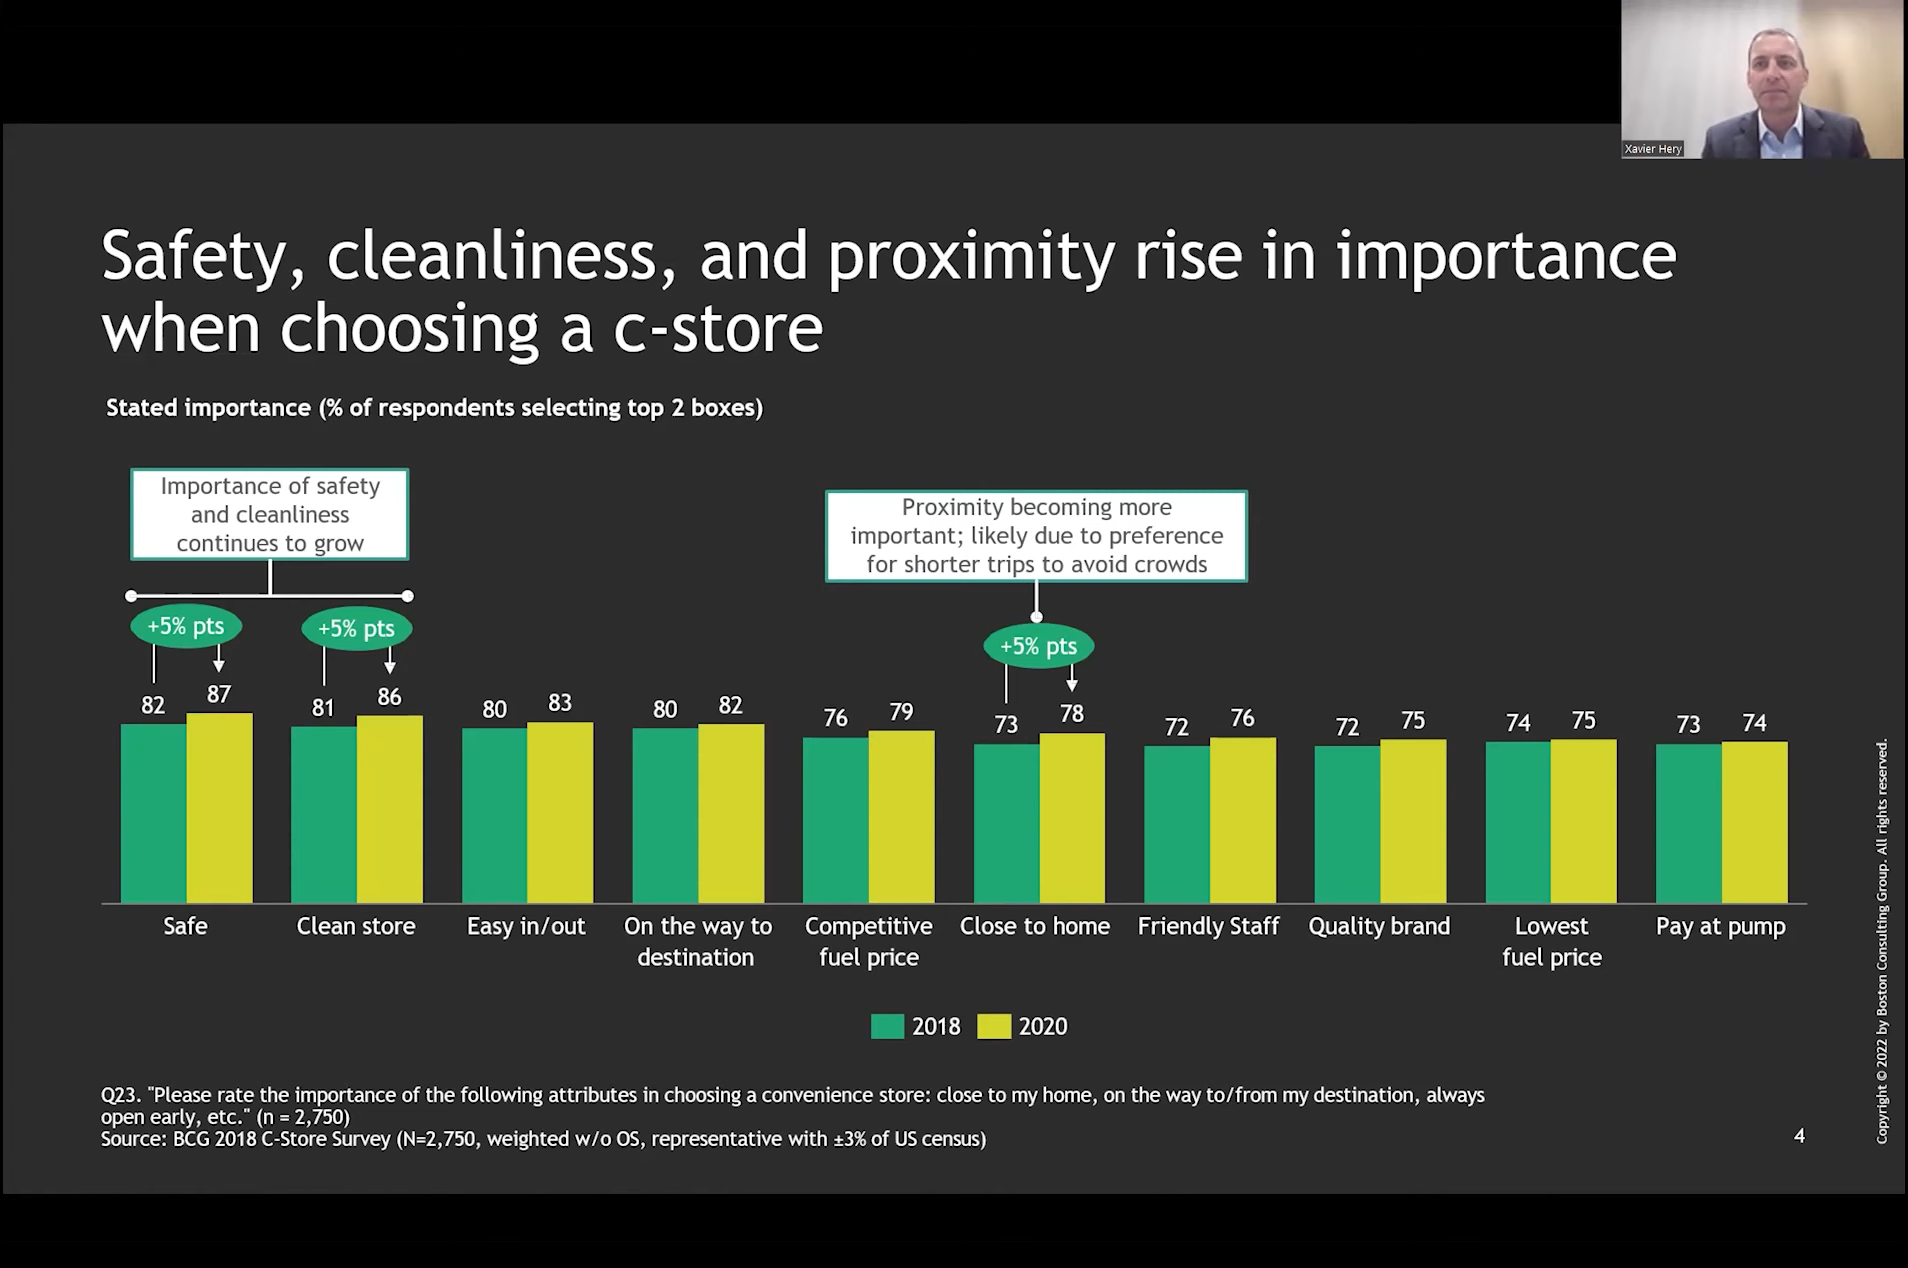 Xavier Hery
Safety, cleanliness, and proximity rise in importance
when choosing a c-store
Stated importance (% of respondents selecting top 2 boxes)
Importance of safety
and cleanliness
continues to grow
Proximity becoming more
important; likely due to preference
for shorter trips to avoid crowds
+5% pts
+5% pts
+5% pts
82
87
81
86
80
83
80
82
76
79
73
78
72
76
72
75
74
75
73
74
Safe
Clean store
Easy in/out
On the way to
destination
Competitive
fuel price
Close to home
Friendly Staff
Quality brand
Lowest
fuel price
Pay at pump
2018
2020
Q23. "Please rate the importance of the following attributes in choosing a convenience store: close to my home, on the way to/from my destination, always
open early, etc." (n = 2,750)
Source: BCG 2018 C-Store Survey (N=2,750, weighted w/o OS, representative with ±3% of US census)
4
Copyright © 2022 by Boston Consulting Group. All rights reserved.